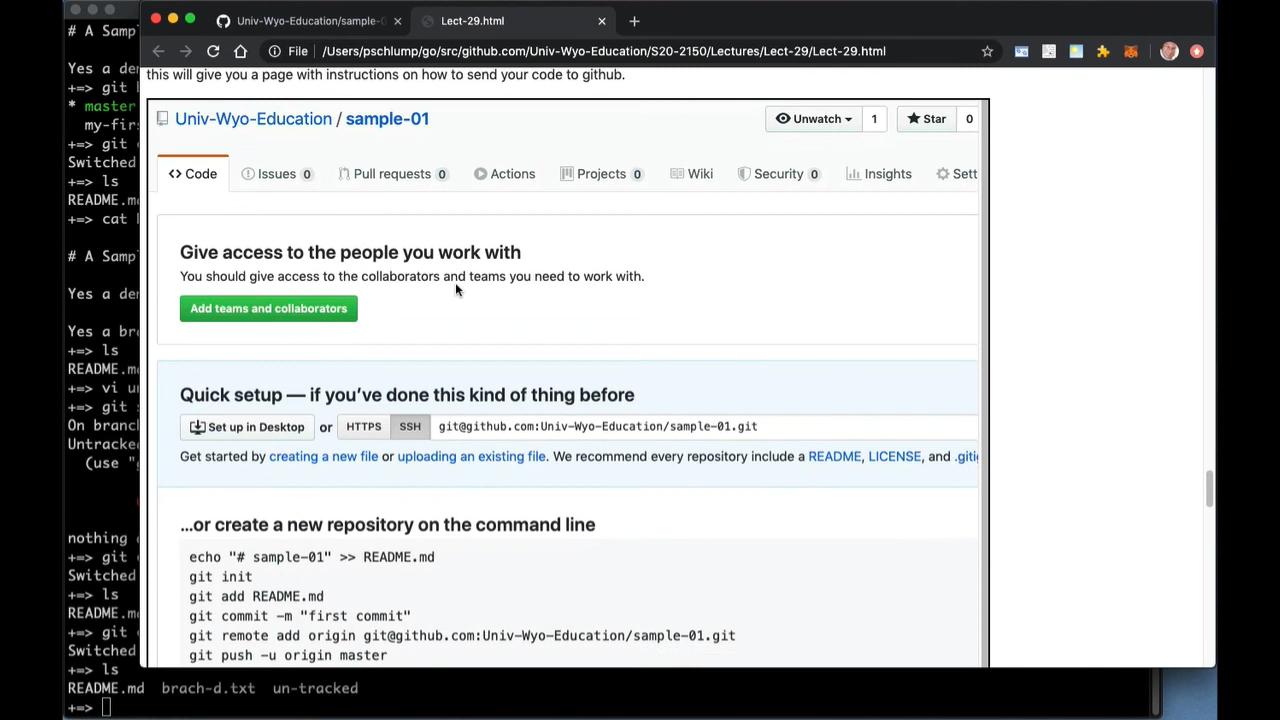 Univ-Wyo-Education/sample-
Lect-29.html
File /Users/pschlump/go/src/github.com/Univ-Wyo-Education/S20-2150/Lectures/Lect-29/Lect-29.html
this will give you a page with instructions on how to send your code to github.
Univ-Wyo-Education / sample-01
Unwatch 1 Star 0
Code Issues 0 Pull requests 0 Actions Projects 0 Wiki Security 0 Insights Sett
Give access to the people you work with
You should give access to the collaborators and teams you need to work with.
Add teams and collaborators
Quick setup — if you've done this kind of thing before
Set up in Desktop or HTTPS SSH git@github.com:Univ-Wyo-Education/sample-01.git
Get started by creating a new file or uploading an existing file. We recommend every repository include a README, LICENSE, and .gitig
...or create a new repository on the command line
echo "# sample-01" >> README.md
git init
git add README.md
git commit -m "first commit"
git remote add origin git@github.com:Univ-Wyo-Education/sample-01.git
git push -u origin master
# A Samp
Yes a de
+=> git
* master
my-firs
+=> git
Switched
+=> ls
README.m
+=> cat
# A Samp
Yes a de
Yes a br
+=> ls
README.m
+=> vi un
+=> git
On branc
Untracke
(use "
nothing
+=> git
Switched
+=> ls
README.m
+=> git
Switched
+=> ls
README.md brach-d.txt un-tracked
+=>